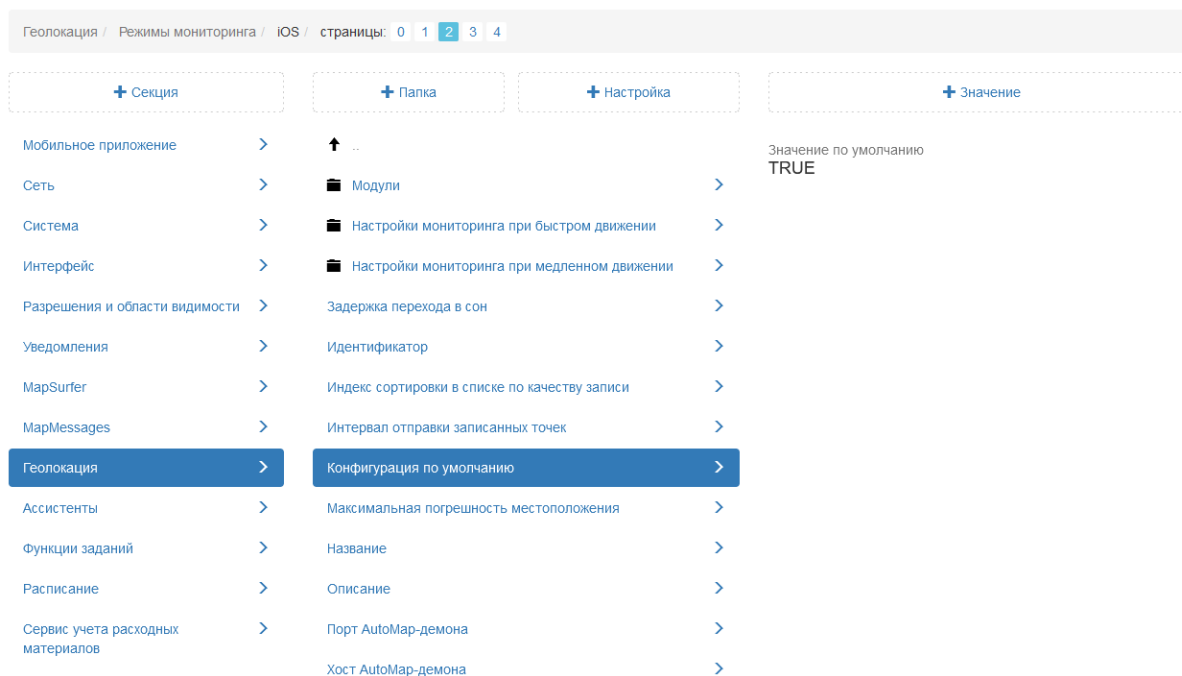 Геолокация / Режимы мониторинга / iOS / страницы: 0 1 2 3 4
+ Секция
+ Папка
+ Настройка
+ Значение
Мобильное приложение
Сеть
Система
Интерфейс
Разрешения и области видимости
Уведомления
MapSurfer
MapMessages
Геолокация
Ассистенты
Функции заданий
Расписание
Сервис учета расходных
материалов
..
Модули
Настройки мониторинга при быстром движении
Настройки мониторинга при медленном движении
Задержка перехода в сон
Идентификатор
Индекс сортировки в списке по качеству записи
Интервал отправки записанных точек
Конфигурация по умолчанию
Максимальная погрешность местоположения
Название
Описание
Порт AutoMap-демона
Хост AutoMap-демона
Значение по умолчанию
TRUE